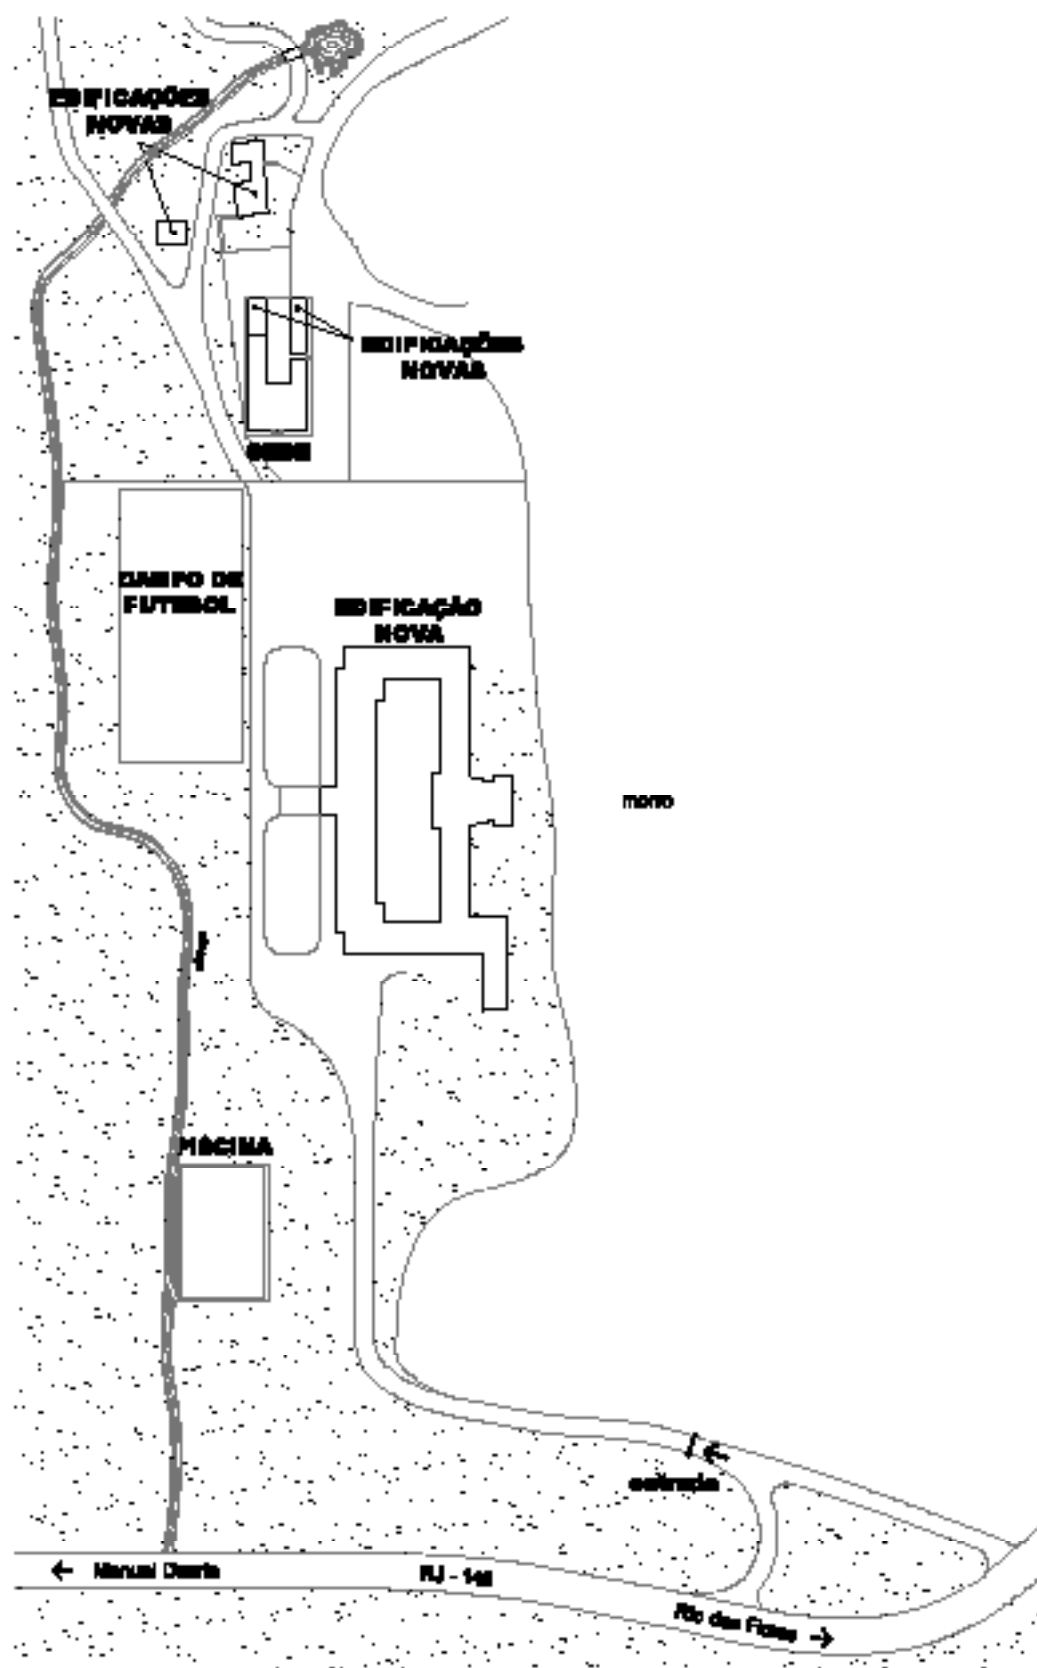 EDIFICAÇÕES
NOVAS
EDIFICAÇÕES
NOVAS
SEDE
CAMPO DE
FUTEBOL
EDIFICAÇÃO
NOVA
morro
PISCINA
entrada
← Manuel Duarte
RJ - 145
Rio das Flores →